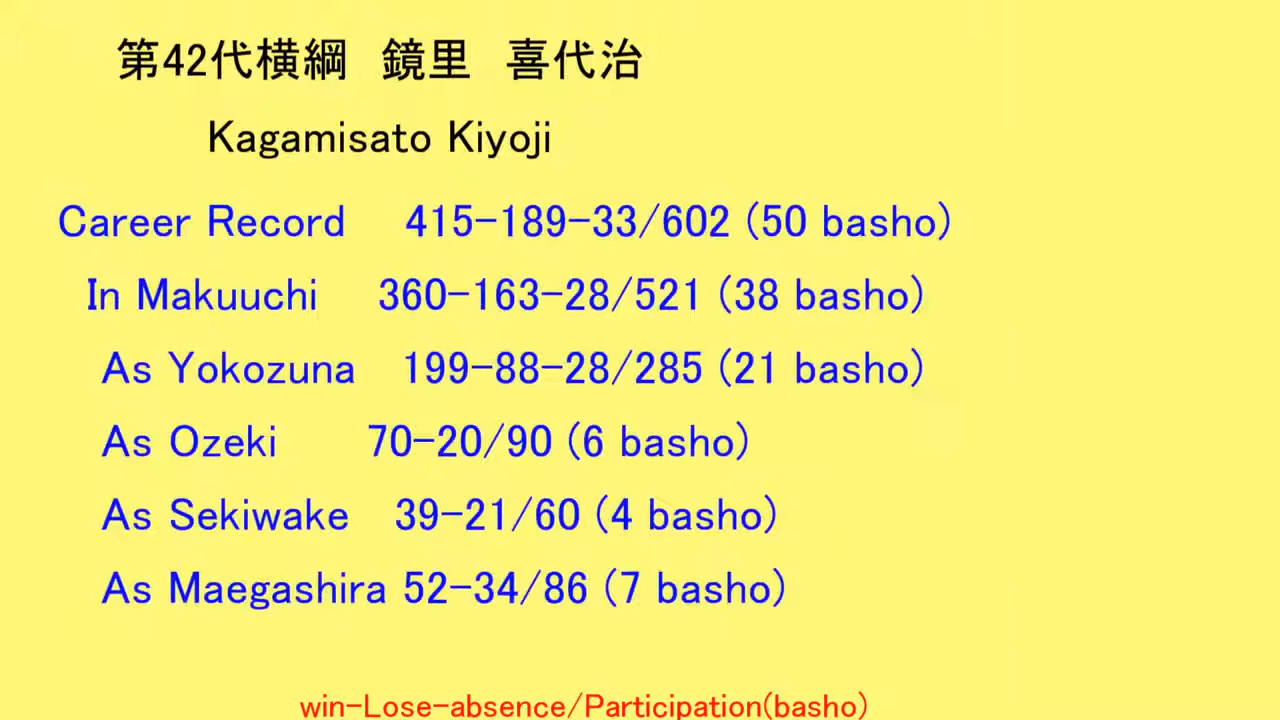 第42代横綱　鏡里　喜代治
Kagamisato Kiyoji
Career Record 415-189-33/602 (50 basho)
In Makuuchi 360-163-28/521 (38 basho)
As Yokozuna 199-88-28/285 (21 basho)
As Ozeki 70-20/90 (6 basho)
As Sekiwake 39-21/60 (4 basho)
As Maegashira 52-34/86 (7 basho)
win-Lose-absence/Participation(basho)